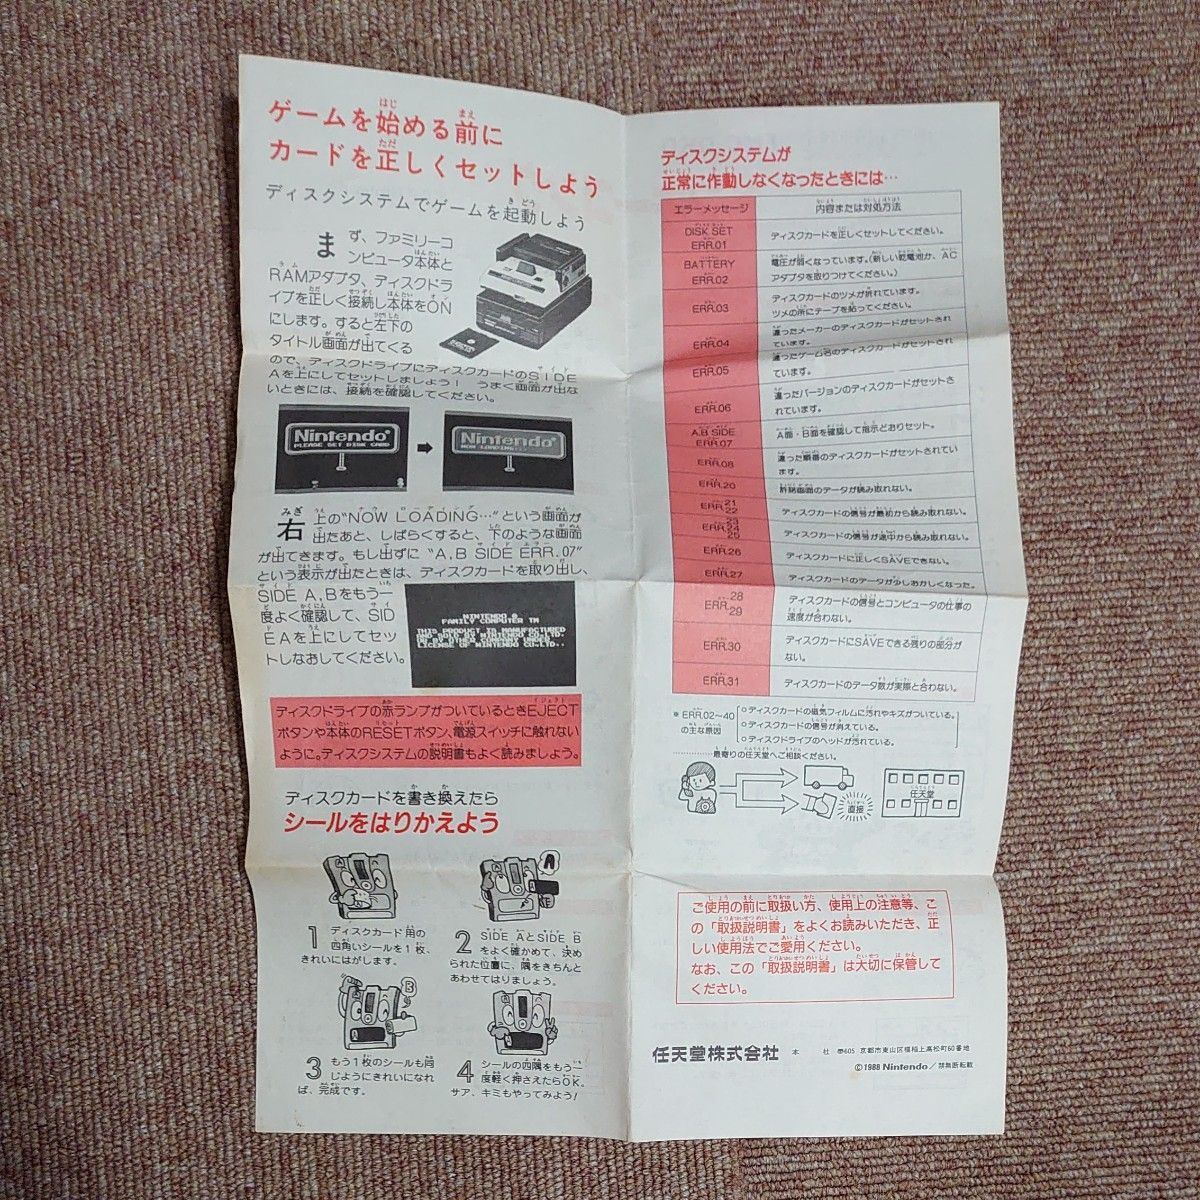 ゲームを始める前に
カードを正しくセットしよう
ディスクシステムでゲームを起動しよう
まず、ファミリーコ
ンピュータ本体と
RAMアダプタ、ディスクドラ
イブを正しく接続し本体をON
にします。すると左下の
タイトル画面が出てくる
ので、ディスクドライブにディスクカードのSIDE
Aを上にしてセットしましょう! うまく画面が出な
いときには、接続を確認してください。
Nintendo®
PLEASE SET DISK CARD
Nintendo®
NOW LOADING...
右上の“NOW LOADING…”という画面が
出たあと、しばらくすると、下のような画面
が出てきます。もし出ずに“A,B SIDE ERR.07”
という表示が出たときは、ディスクカードを取り出し、
SIDE A,Bをもう一
度よく確認して、SID
E Aを上にしてセッ
トしなおしてください。
NINTENDO ®
FAMILY COMPUTER TM
THIS PRODUCT IS MANUFACTURED
AND SOLD BY NINTENDO CO,LTD.
OR BY OTHER COMPANY UNDER
LICENSE OF NINTENDO CO,LTD..
ディスクドライブの赤ランプがついているときEJECT
ボタンや本体のRESETボタン、電源スイッチに触れない
ように。ディスクシステムの説明書もよく読みましょう。
ディスクカードを書き換えたら
シールをはりかえよう
A
1 ディスクカード用の
四角いシールを1枚、
きれいにはがします。
2 SIDE AとSIDE B
をよく確かめて、決め
られた位置に、隅をきちんと
あわせてはりましょう。
B
3 もう1枚のシールも同
じようにきれいになれ
ば、完成です。
4 シールの四隅をもう一
度軽く押さえたらOK.
サア、キミもやってみよう!
ディスクシステムが
正常に作動しなくなったときには…
エラーメッセージ 内容または対処方法
DISK SET
ERR.01 ディスクカードを正しくセットしてください。
BATTERY
ERR.02 電圧が弱くなっています。(新しい乾電池か、AC
アダプタを取りつけてください。)
ERR.03 ディスクカードのツメが折れています。
ツメの所にテープを貼ってください。
ERR.04 違ったメーカーのディスクカードがセットされ
ています。
ERR.05 違ったゲーム名のディスクカードがセットされ
ています。
ERR.06 違ったバージョンのディスクカードがセットさ
れています。
A,B SIDE
ERR.07 A面・B面を確認して指示どおりセット。
ERR.08 違った順番のディスクカードがセットされてい
ます。
ERR.20 許諾画面のデータが読み取れない。
ERR.21
22 ディスクカードの信号が最初から読み取れない。
ERR.23
24
25 ディスクカードの信号が途中から読み取れない。
ERR.26 ディスクカードに正しくSAVEできない。
ERR.27 ディスクカードのデータが少しおかしくなった。
ERR.28
29 ディスクカードの信号とコンピュータの仕事の
速度が合わない。
ERR.30 ディスクカードにSAVEできる残りの部分が
ない。
ERR.31 ディスクカードのデータ数が実際と合わない。
※ERR.02〜40
の主な原因
○ディスクカードの磁気フィルムに汚れやキズがついている。
○ディスクカードの信号が消えている。
○ディスクドライブのヘッドが汚れている。
最寄りの任天堂へご相談ください。
直接
任天堂
ご使用の前に取扱い方、使用上の注意等、こ
の「取扱説明書」をよくお読みいただき、正
しい使用法でご愛用ください。
なお、この「取扱説明書」は大切に保管して
ください。
任天堂株式会社 本 社 〒605 京都市東山区福稲上高松町60番地
©1988 Nintendo/禁無断転載